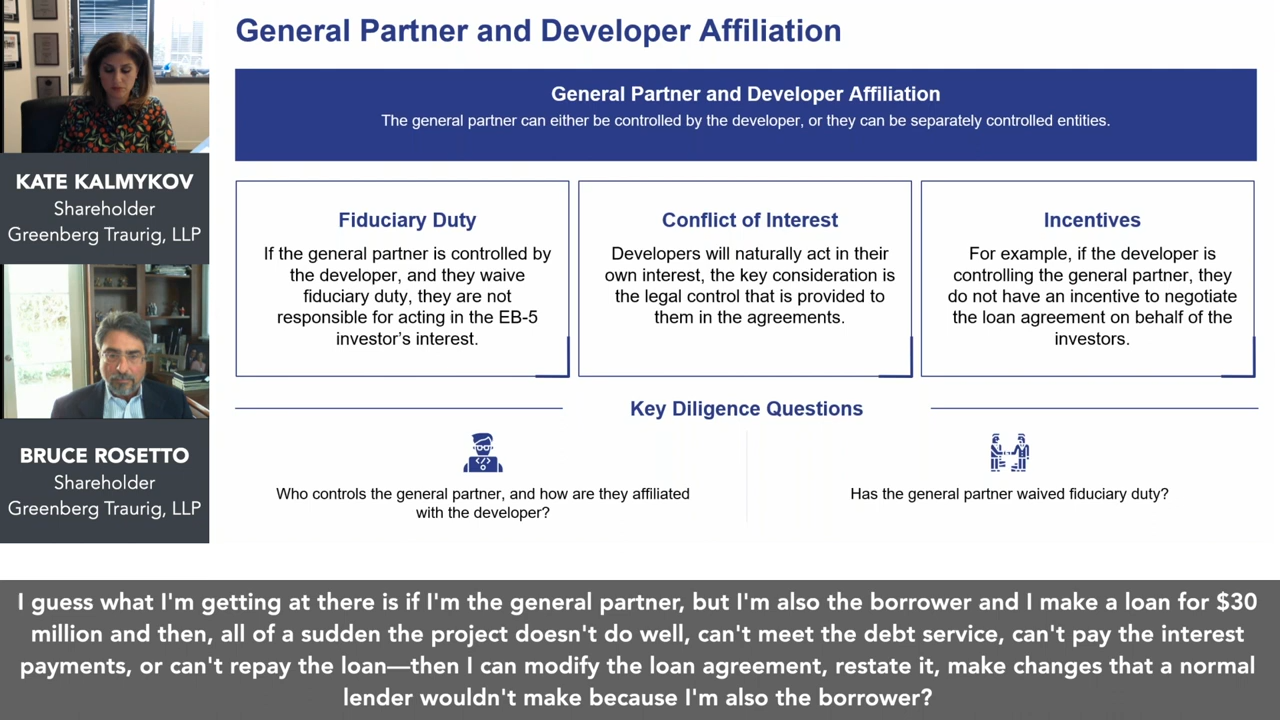 General Partner and Developer Affiliation
General Partner and Developer Affiliation
The general partner can either be controlled by the developer, or they can be separately controlled entities.
KATE KALMYKOV
Shareholder
Greenberg Traurig, LLP
BRUCE ROSETTO
Shareholder
Greenberg Traurig, LLP
Fiduciary Duty
If the general partner is controlled by
the developer, and they waive
fiduciary duty, they are not
responsible for acting in the EB-5
investor’s interest.
Conflict of Interest
Developers will naturally act in their
own interest, the key consideration is
the legal control that is provided to
them in the agreements.
Incentives
For example, if the developer is
controlling the general partner, they
do not have an incentive to negotiate
the loan agreement on behalf of the
investors.
Key Diligence Questions
Who controls the general partner, and how are they affiliated
with the developer?
Has the general partner waived fiduciary duty?
I guess what I'm getting at there is if I'm the general partner, but I'm also the borrower and I make a loan for $30
million and then, all of a sudden the project doesn't do well, can't meet the debt service, can't pay the interest
payments, or can't repay the loan—then I can modify the loan agreement, restate it, make changes that a normal
lender wouldn't make because I'm also the borrower?